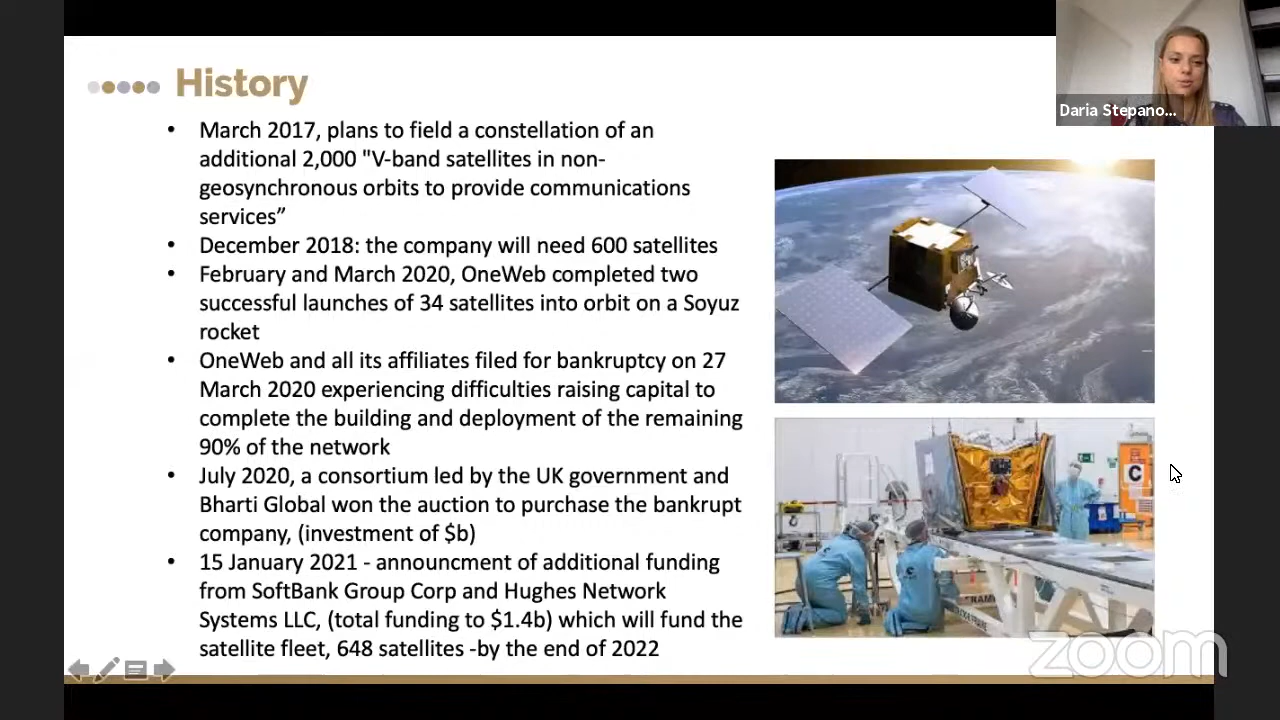 History
Daria Stepano...
• March 2017, plans to field a constellation of an
additional 2,000 "V-band satellites in non-
geosynchronous orbits to provide communications
services”
• December 2018: the company will need 600 satellites
• February and March 2020, OneWeb completed two
successful launches of 34 satellites into orbit on a Soyuz
rocket
• OneWeb and all its affiliates filed for bankruptcy on 27
March 2020 experiencing difficulties raising capital to
complete the building and deployment of the remaining
90% of the network
• July 2020, a consortium led by the UK government and
Bharti Global won the auction to purchase the bankrupt
company, (investment of $b)
• 15 January 2021 - announcment of additional funding
from SoftBank Group Corp and Hughes Network
Systems LLC, (total funding to $1.4b) which will fund the
satellite fleet, 648 satellites -by the end of 2022
C
zoom